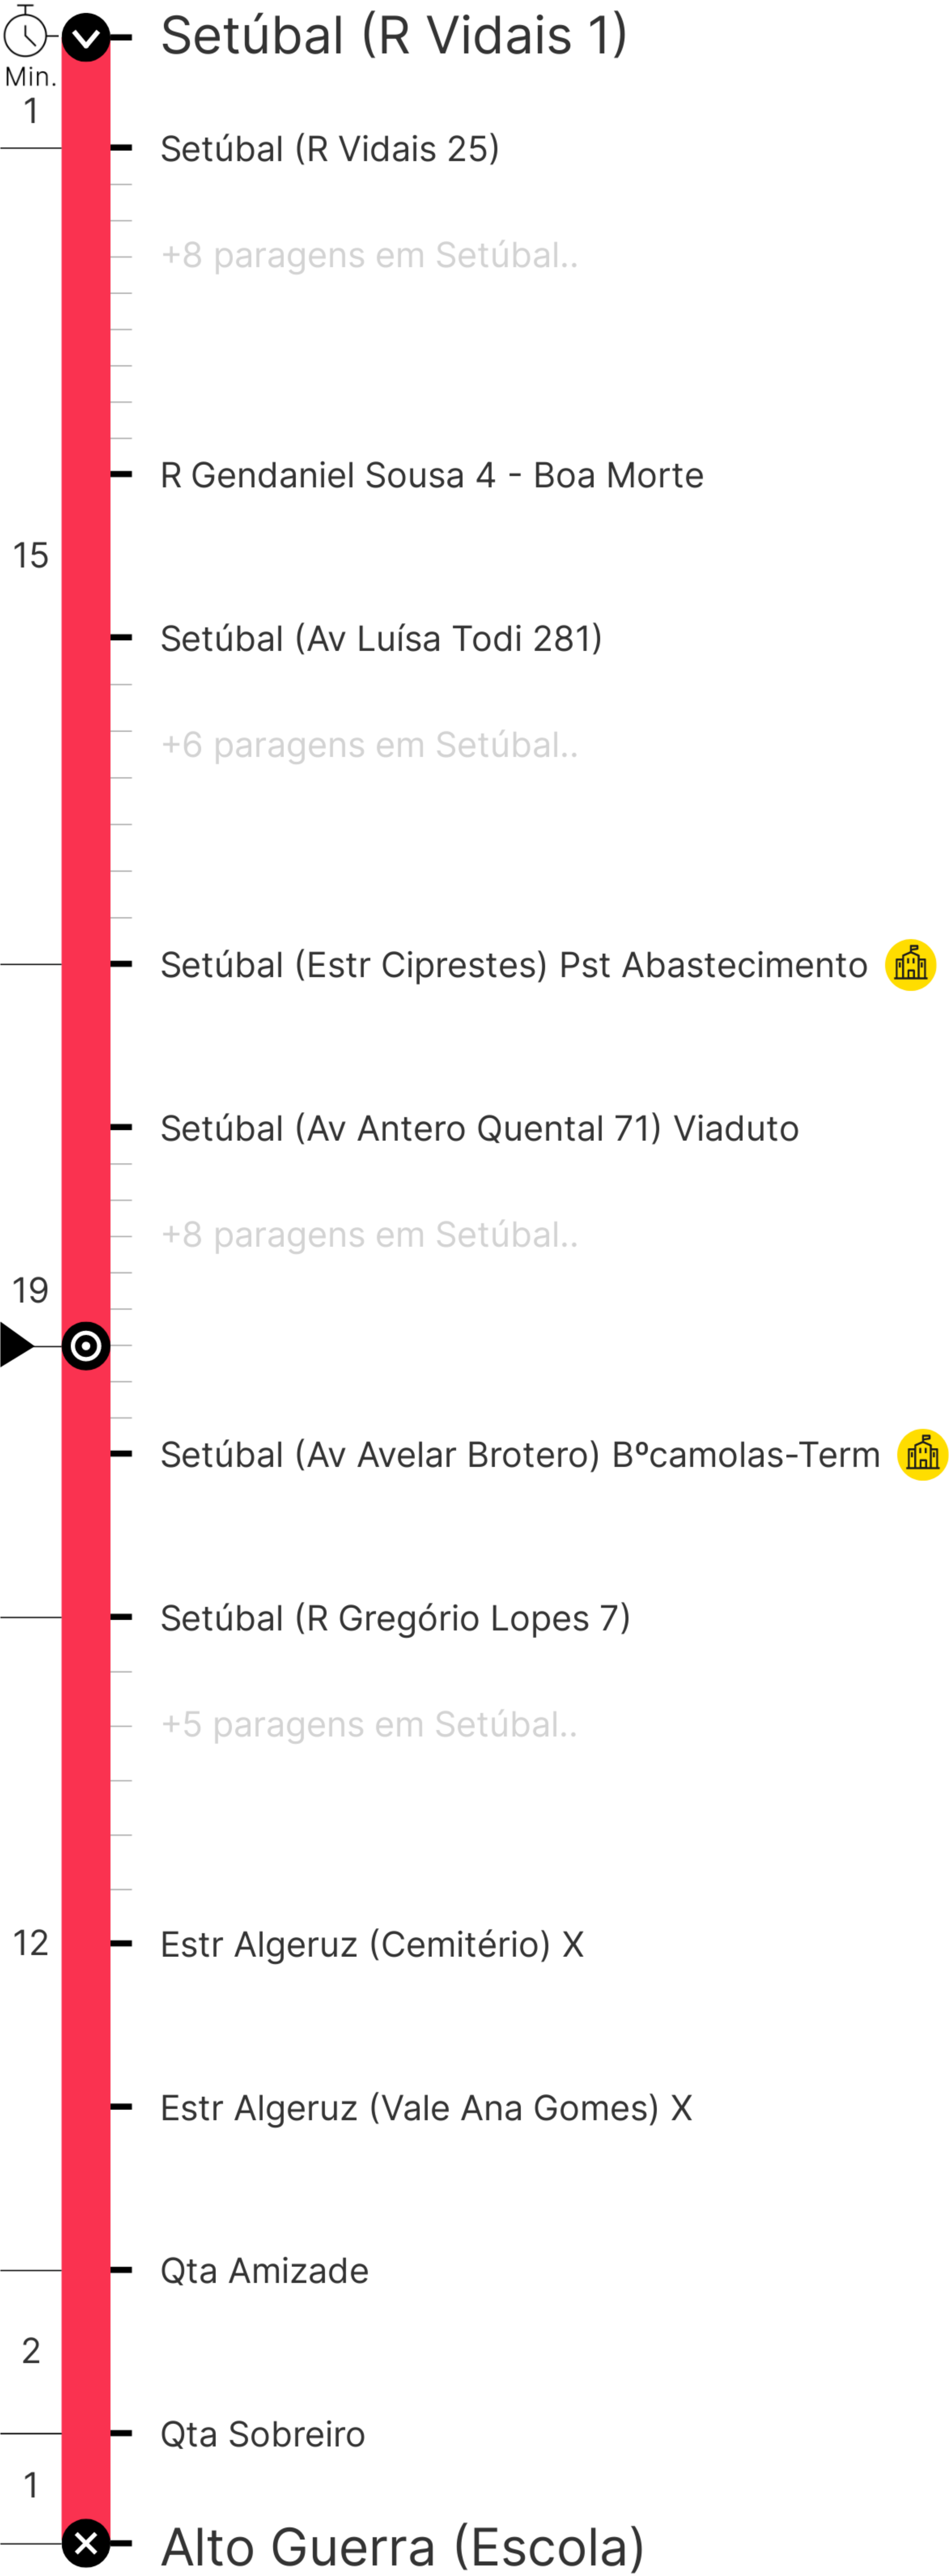 Setúbal (R Vidais 1)
Min.
1
Setúbal (R Vidais 25)
+8 paragens em Setúbal..
R Gendaniel Sousa 4 - Boa Morte
15
Setúbal (Av Luísa Todi 281)
+6 paragens em Setúbal..
Setúbal (Estr Ciprestes) Pst Abastecimento
Setúbal (Av Antero Quental 71) Viaduto
+8 paragens em Setúbal..
19
Setúbal (Av Avelar Brotero) Bºcamolas-Term
Setúbal (R Gregório Lopes 7)
+5 paragens em Setúbal..
12
Estr Algeruz (Cemitério) X
Estr Algeruz (Vale Ana Gomes) X
Qta Amizade
2
Qta Sobreiro
1
Alto Guerra (Escola)